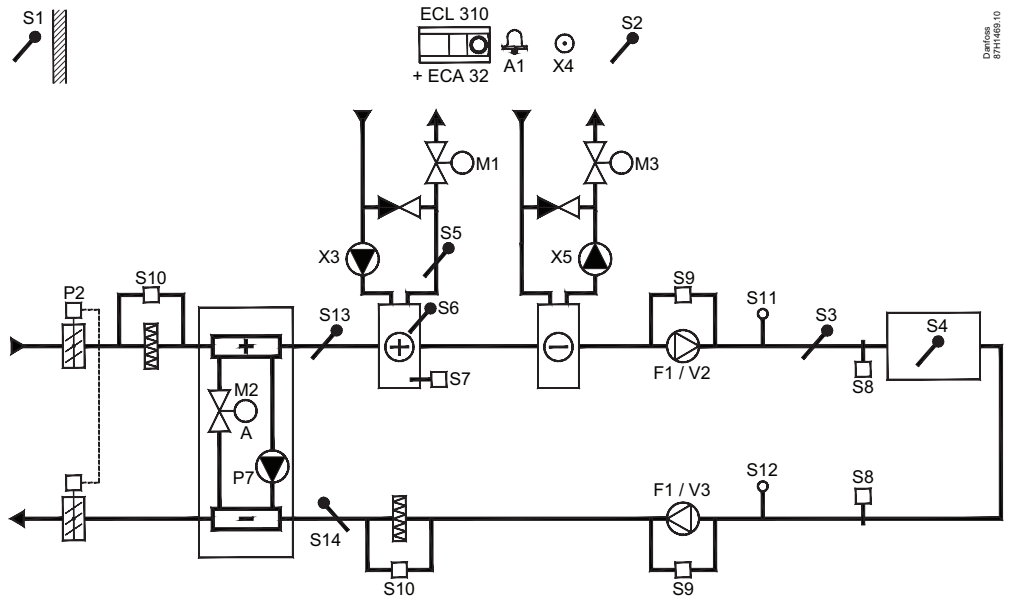 S1
ECL 310
+ ECA 32
A1
X4
S2
Danfoss
87H1469.10
M1
M3
X3
S5
X5
P2
S10
S13
S6
S9
S11
S3
S4
F1 / V2
S7
S8
M2
A
P7
F1 / V3
S12
S8
S14
S10
S9